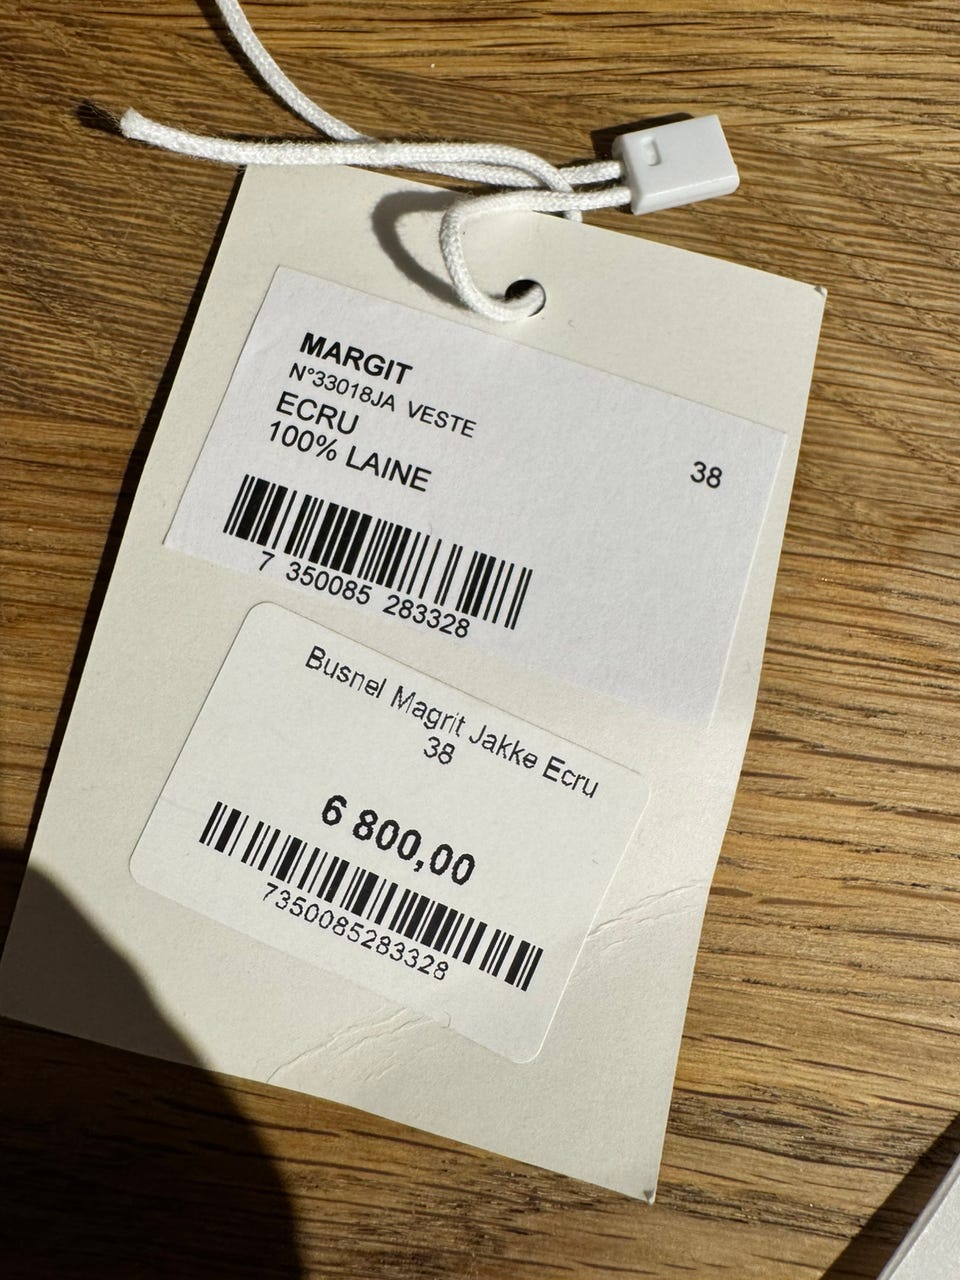 MARGIT
N°33018JA VESTE
ECRU
100% LAINE
38
7 350085 283328
Busnel Magrit Jakke Ecru
38
6 800,00
7350085283328